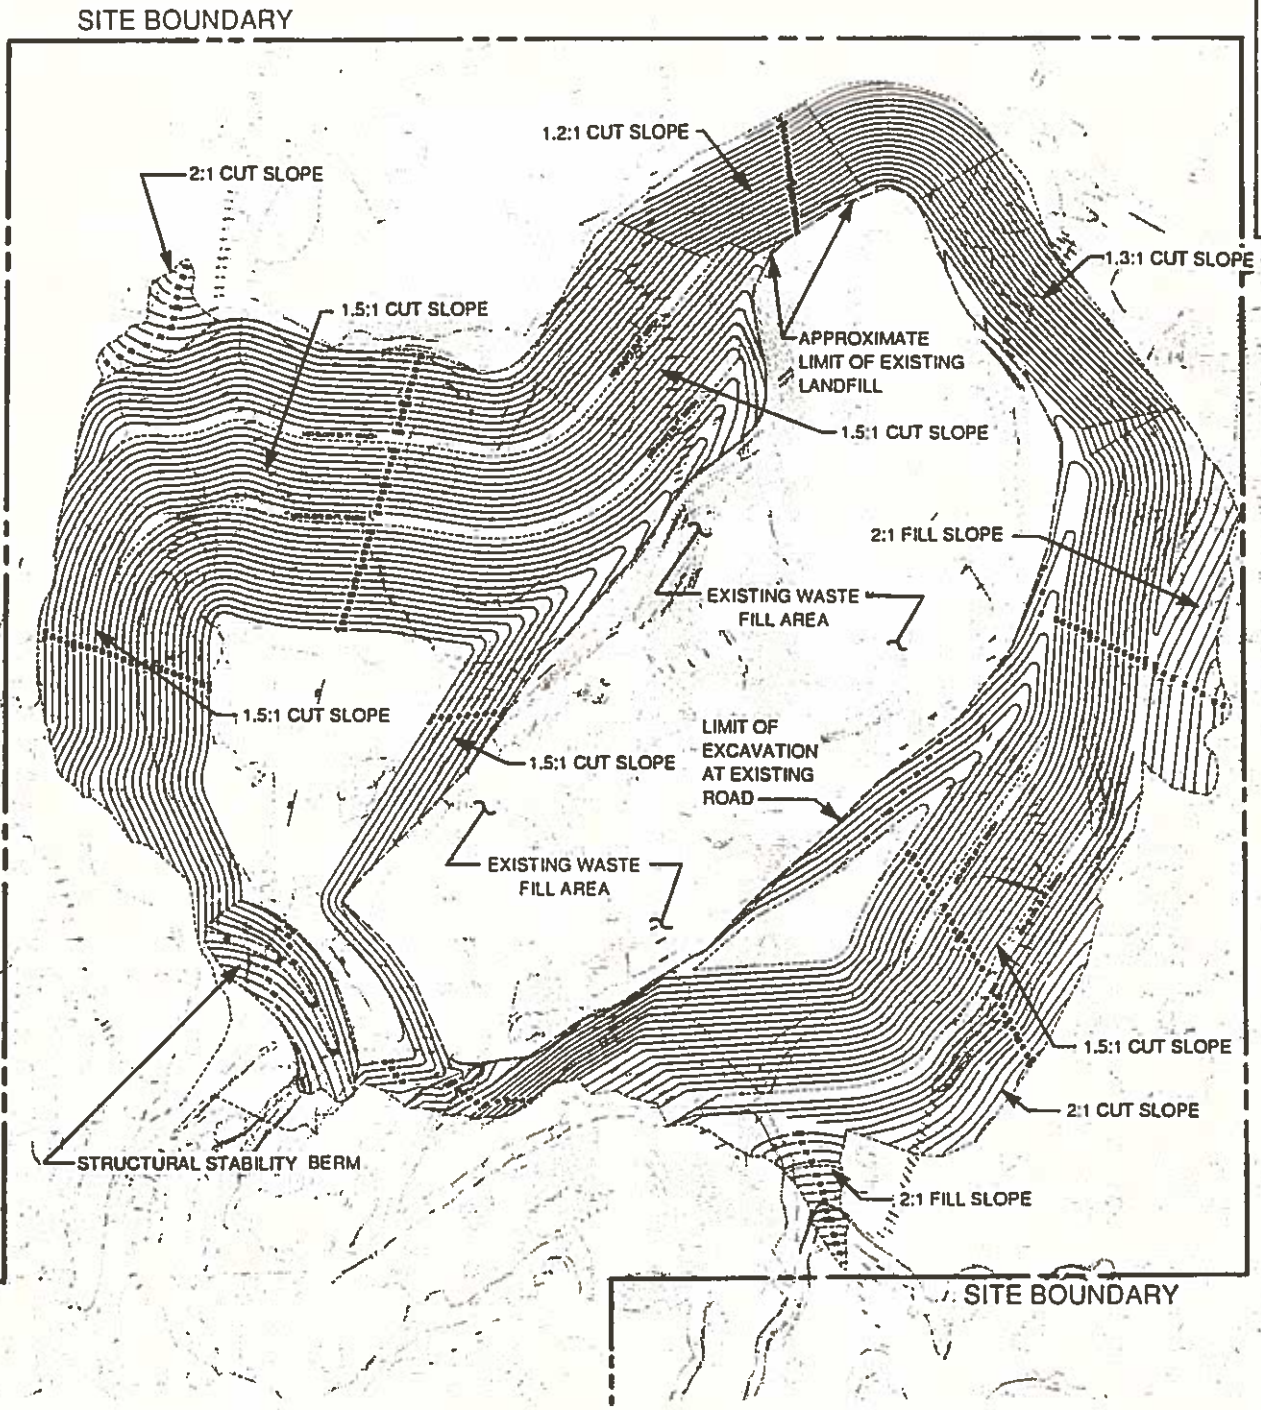 SITE BOUNDARY
1.2:1 CUT SLOPE
2:1 CUT SLOPE
1.3:1 CUT SLOPE
1.5:1 CUT SLOPE
APPROXIMATE
LIMIT OF EXISTING
LANDFILL
1.5:1 CUT SLOPE
2:1 FILL SLOPE
EXISTING WASTE
FILL AREA
1.5:1 CUT SLOPE
LIMIT OF
EXCAVATION
AT EXISTING
ROAD
1.5:1 CUT SLOPE
EXISTING WASTE
FILL AREA
1.5:1 CUT SLOPE
2:1 CUT SLOPE
STRUCTURAL STABILITY BERM
2:1 FILL SLOPE
SITE BOUNDARY